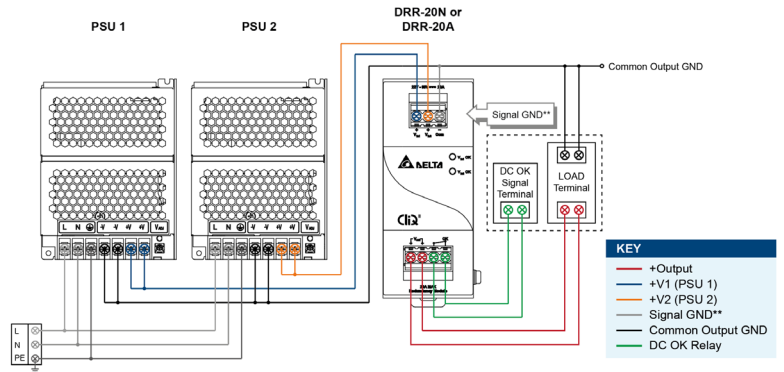 PSU 1
PSU 2
DRR-20N or
DRR-20A
Common Output GND
Signal GND**
DELTA
DC OK
Signal
Terminal
LOAD
Terminal
CliQ
L N -V -V +V +V
L N -V -V +V +V
L
N
PE
KEY
+Output
+V1 (PSU 1)
+V2 (PSU 2)
Signal GND**
Common Output GND
DC OK Relay